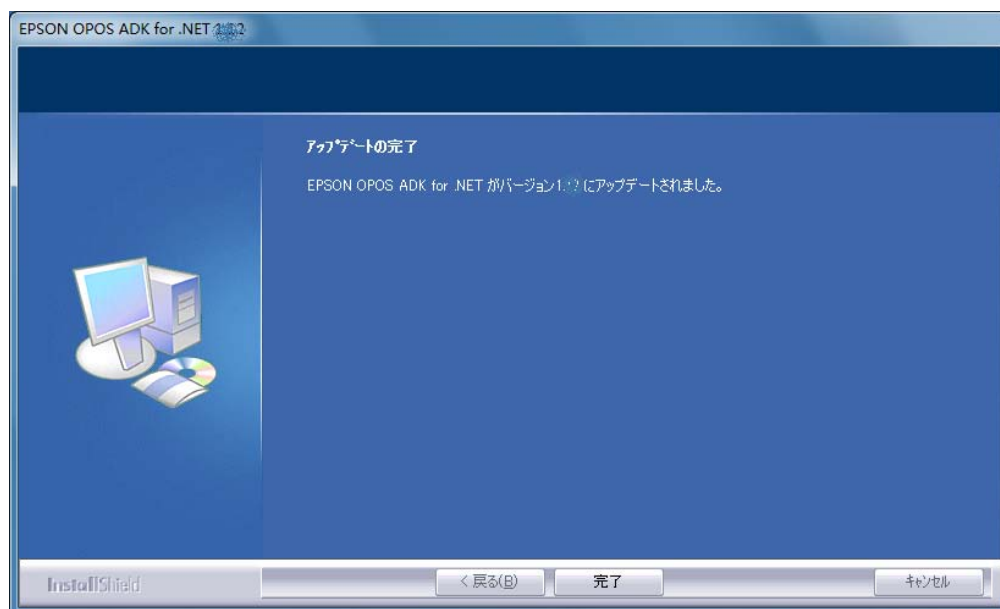 EPSON OPOS ADK for .NET
アップデートの完了
EPSON OPOS ADK for .NET がバージョン にアップデートされました。
InstallShield
< 戻る(B)
完了
キャンセル